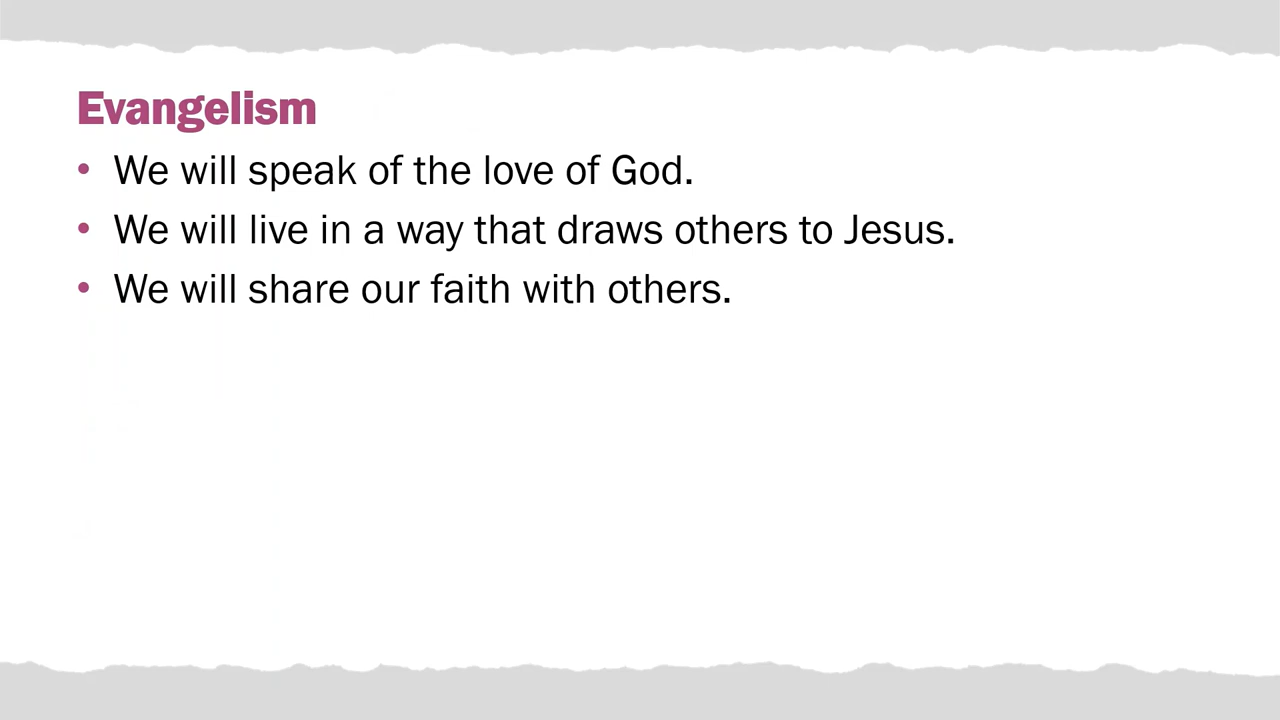 Evangelism
• We will speak of the love of God.
• We will live in a way that draws others to Jesus.
• We will share our faith with others.